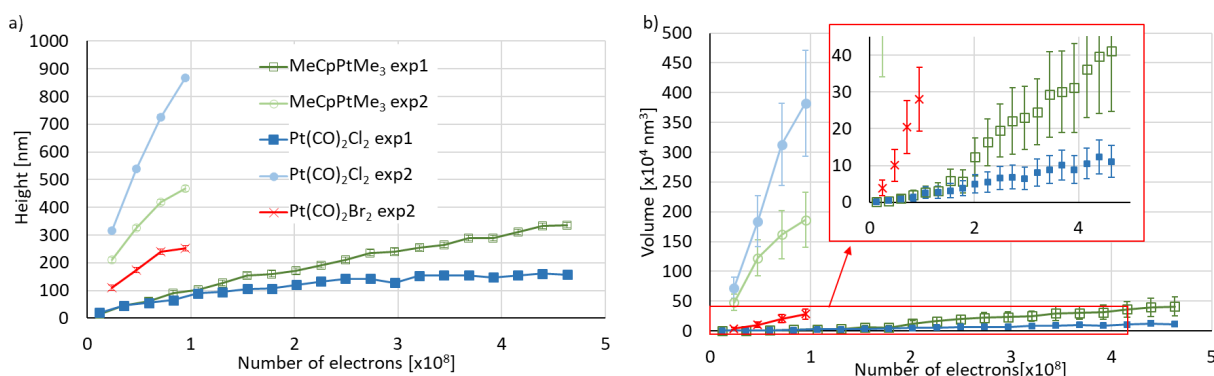 a)
1000
900
800
700
600
500
400
300
200
100
0
Height [nm]
MeCpPtMe3 exp1
MeCpPtMe3 exp2
Pt(CO)2Cl2 exp1
Pt(CO)2Cl2 exp2
Pt(CO)2Br2 exp2
0 1 2 3 4 5
Number of electrons [x10⁸]
b)
500
450
400
350
300
250
200
150
100
50
0
Volume [x10⁴ nm³]
40
30
20
10
0
0 2 4
0 1 2 3 4 5
Number of electrons[x10⁸]